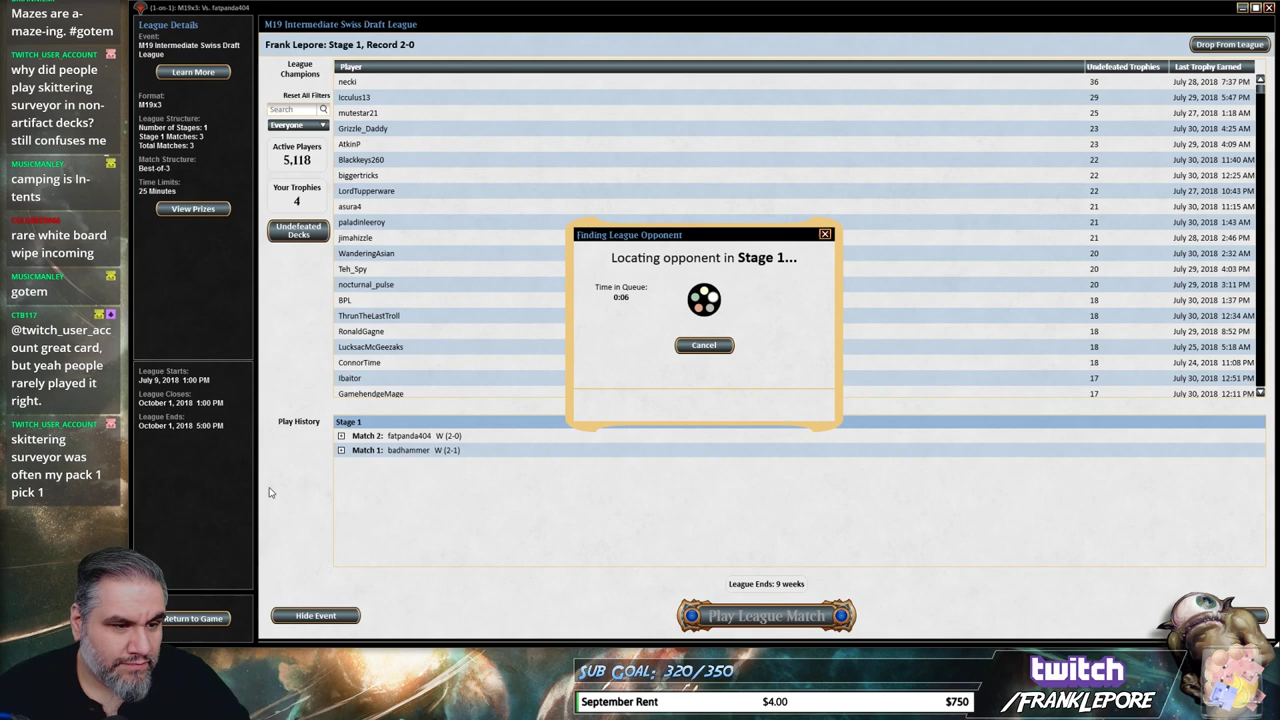 Mazes are a-
maze-ing. #gotem
TWITCH_USER_ACCOUNT
why did people
play skittering
surveyor in non-
artifact decks?
still confuses me
MUSICMANLEY
camping is In-
tents
rare white board
wipe incoming
MUSICMANLEY
gotem
CTB117
@twitch_user_acc
ount great card,
but yeah people
rarely played it
right.
TWITCH_USER_ACCOUNT
skittering
surveyor was
often my pack 1
pick 1
(1-on-1): M19x3: Vs. fatpanda404
League Details
Event:
M19 Intermediate Swiss Draft
League
Learn More
Format:
M19x3
League Structure:
Number of Stages: 1
Stage 1 Matches: 3
Total Matches: 3
Match Structure:
Best-of-3
Time Limits:
25 Minutes
View Prizes
League Starts:
July 9, 2018 1:00 PM
League Closes:
October 1, 2018 1:00 PM
League Ends:
October 1, 2018 5:00 PM
Return to Game
M19 Intermediate Swiss Draft League
Frank Lepore: Stage 1, Record 2-0
Drop From League
League
Champions
Reset All Filters
Search
Everyone
Active Players
5,118
Your Trophies
4
Undefeated
Decks
Player Undefeated Trophies Last Trophy Earned
necki 36 July 28, 2018 7:37 PM
Icculus13 29 July 29, 2018 5:47 PM
mutestar21 25 July 27, 2018 1:18 AM
Grizzle_Daddy 23 July 30, 2018 4:25 AM
AtkinP 23 July 29, 2018 4:09 AM
Blackkeys260 22 July 30, 2018 11:40 AM
biggertricks 22 July 30, 2018 12:25 AM
LordTupperware 22 July 27, 2018 10:43 PM
asura4 21 July 30, 2018 11:15 AM
paladinleeroy 21 July 30, 2018 1:43 AM
jimahizzle 21 July 28, 2018 2:46 PM
WanderingAsian 20 July 30, 2018 2:32 AM
Teh_Spy 20 July 29, 2018 4:03 PM
nocturnal_pulse 20 July 29, 2018 3:11 PM
BPL 18 July 30, 2018 1:37 PM
ThrunTheLastTroll 18 July 30, 2018 12:34 AM
RonaldGagne 18 July 29, 2018 8:52 PM
LucksacMcGeezaks 18 July 25, 2018 5:18 AM
ConnorTime 18 July 24, 2018 11:08 PM
Ibaitor 17 July 30, 2018 12:51 PM
GamehendgeMage 17 July 30, 2018 12:11 PM
Finding League Opponent
Locating opponent in Stage 1...
Time in Queue:
0:06
Cancel
Play History
Stage 1
Match 2: fatpanda404 W (2-0)
Match 1: badhammer W (2-1)
League Ends: 9 weeks
Hide Event
Play League Match
SUB GOAL: 320/350
September Rent $4.00 $750
twitch
/FRANKLEPORE